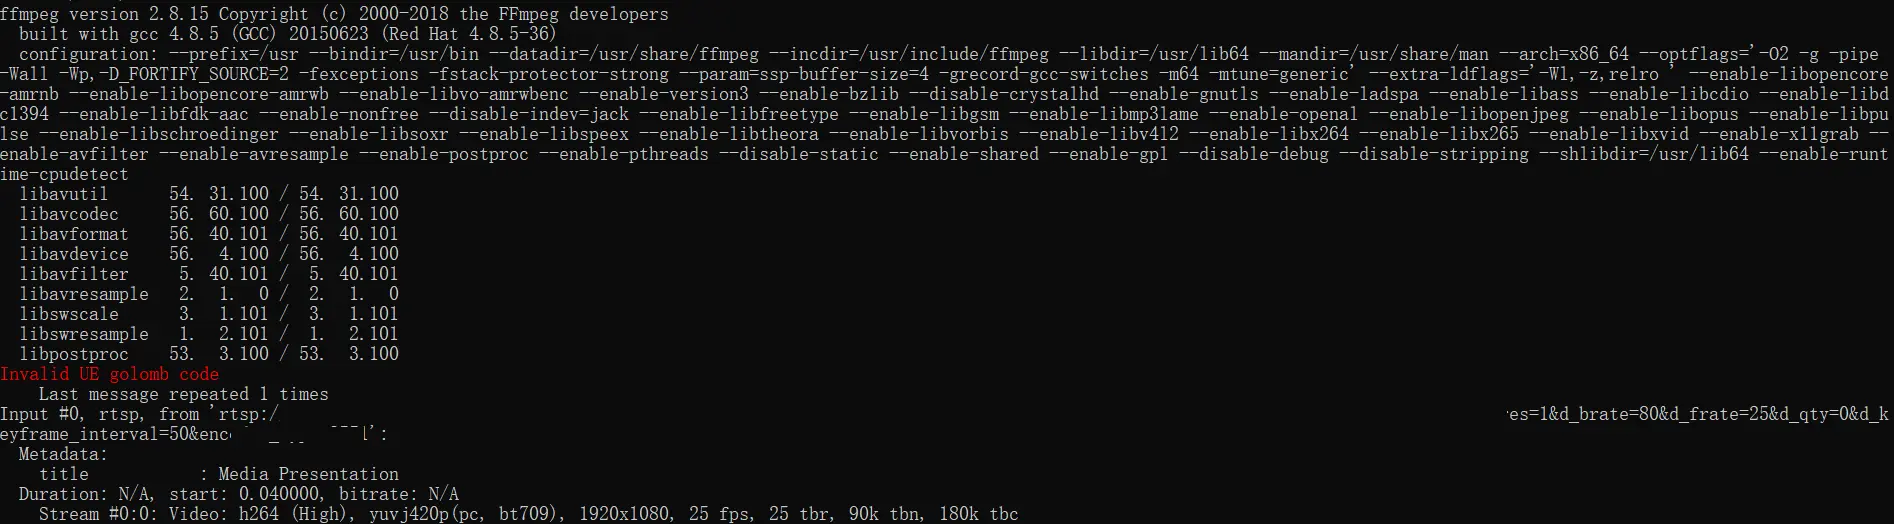 ffmpeg version 2.8.15 Copyright (c) 2000-2018 the FFmpeg developers
built with gcc 4.8.5 (GCC) 20150623 (Red Hat 4.8.5-36)
configuration: --prefix=/usr --bindir=/usr/bin --datadir=/usr/share/ffmpeg --incdir=/usr/include/ffmpeg --libdir=/usr/lib64 --mandir=/usr/share/man --arch=x86_64 --optflags='-O2 -g -pipe
-Wall -Wp,-D_FORTIFY_SOURCE=2 -fexceptions -fstack-protector-strong --param=ssp-buffer-size=4 -grecord-gcc-switches -m64 -mtune=generic' --extra-ldflags='-Wl,-z,relro ' --enable-libopencore
-amrnb --enable-libopencore-amrwb --enable-libvo-amrwbenc --enable-version3 --enable-bzlib --disable-crystalhd --enable-gnutls --enable-ladspa --enable-libass --enable-libcdio --enable-libd
c1394 --enable-libfdk-aac --enable-nonfree --disable-indev=jack --enable-libfreetype --enable-libgsm --enable-libmp3lame --enable-openal --enable-libopenjpeg --enable-libopus --enable-libpu
lse --enable-libschroedinger --enable-libsoxr --enable-libspeex --enable-libtheora --enable-libvorbis --enable-libv4l2 --enable-libx264 --enable-libx265 --enable-libxvid --enable-x11grab --
enable-avfilter --enable-avresample --enable-postproc --enable-pthreads --disable-static --enable-shared --enable-gpl --disable-debug --disable-stripping --shlibdir=/usr/lib64 --enable-runt
ime-cpudetect
libavutil 54. 31.100 / 54. 31.100
libavcodec 56. 60.100 / 56. 60.100
libavformat 56. 40.101 / 56. 40.101
libavdevice 56. 4.100 / 56. 4.100
libavfilter 5. 40.101 / 5. 40.101
libavresample 2. 1. 0 / 2. 1. 0
libswscale 3. 1.101 / 3. 1.101
libswresample 1. 2.101 / 1. 2.101
libpostproc 53. 3.100 / 53. 3.100
Invalid UE golomb code
Last message repeated 1 times
Input #0, rtsp, from 'rtsp:/ es=1&d_brate=80&d_frate=25&d_qty=0&d_k
eyframe_interval=50&enc l':
Metadata:
title : Media Presentation
Duration: N/A, start: 0.040000, bitrate: N/A
Stream #0:0: Video: h264 (High), yuvj420p(pc, bt709), 1920x1080, 25 fps, 25 tbr, 90k tbn, 180k tbc